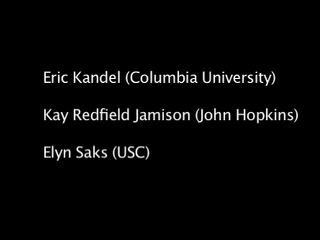 Eric Kandel (Columbia University)
Kay Redfield Jamison (John Hopkins)
Elyn Saks (USC)